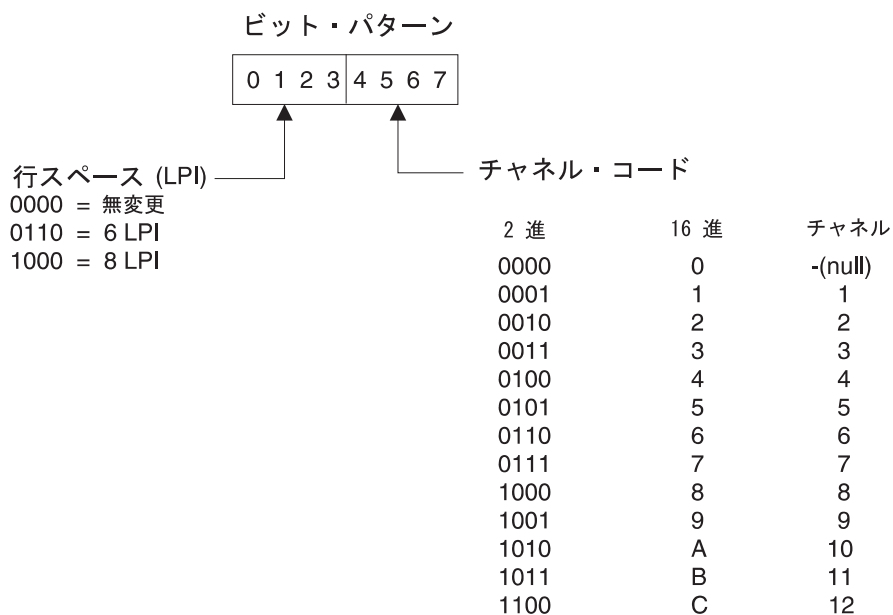 ビット・パターン
0 1 2 3 4 5 6 7
行スペース (LPI)
0000 = 無変更
0110 = 6 LPI
1000 = 8 LPI
チャネル・コード
2 進 16 進 チャネル
0000 0 -(null)
0001 1 1
0010 2 2
0011 3 3
0100 4 4
0101 5 5
0110 6 6
0111 7 7
1000 8 8
1001 9 9
1010 A 10
1011 B 11
1100 C 12